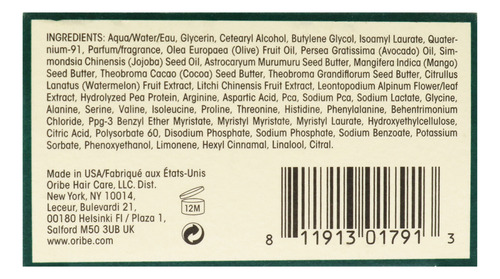 INGREDIENTS: Aqua/Water/Eau, Glycerin, Cetearyl Alcohol, Butylene Glycol, Isoamyl Laurate, Quater-
nium-91, Parfum/fragrance, Olea Europaea (Olive) Fruit Oil, Persea Gratissima (Avocado) Oil, Sim-
mondsia Chinensis (Jojoba) Seed Oil, Astrocaryum Murumuru Seed Butter, Mangifera Indica (Mango)
Seed Butter, Theobroma Cacao (Cocoa) Seed Butter, Theobroma Grandiflorum Seed Butter, Citrullus
Lanatus (Watermelon) Fruit Extract, Litchi Chinensis Fruit Extract, Leontopodium Alpinum Flower/leaf
Extract, Hydrolyzed Pea Protein, Arginine, Aspartic Acid, Pca, Sodium Pca, Sodium Lactate, Glycine,
Alanine, Serine, Valine, Isoleucine, Proline, Threonine, Histidine, Phenylalanine, Behentrimonium
Chloride, Ppg-3 Benzyl Ether Myristate, Myristyl Myristate, Myristyl Laurate, Hydroxyethylcellulose,
Citric Acid, Polysorbate 60, Disodium Phosphate, Sodium Phosphate, Sodium Benzoate, Potassium
Sorbate, Phenoxyethanol, Limonene, Hexyl Cinnamal, Linalool, Citral.
Made in USA/Fabriqué aux États-Unis
Oribe Hair Care, LLC. Dist.
New York, NY 10014,
Leceur, Bulevardi 21,
00180 Helsinki FI / Plaza 1,
Salford M50 3UB UK
www.oribe.com
12M
8 11913 01791 3